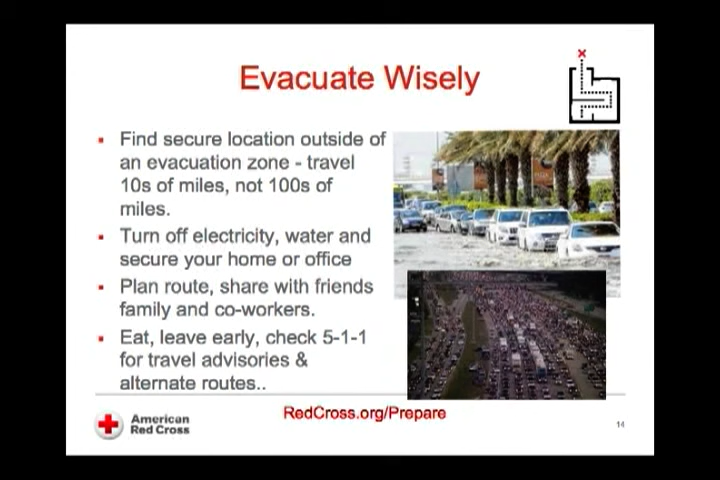 Evacuate Wisely
Find secure location outside of
an evacuation zone - travel
10s of miles, not 100s of
miles.
Turn off electricity, water and
secure your home or office
Plan route, share with friends
family and co-workers.
Eat, leave early, check 5-1-1
for travel advisories &
alternate routes..
American
Red Cross
RedCross.org/Prepare
14